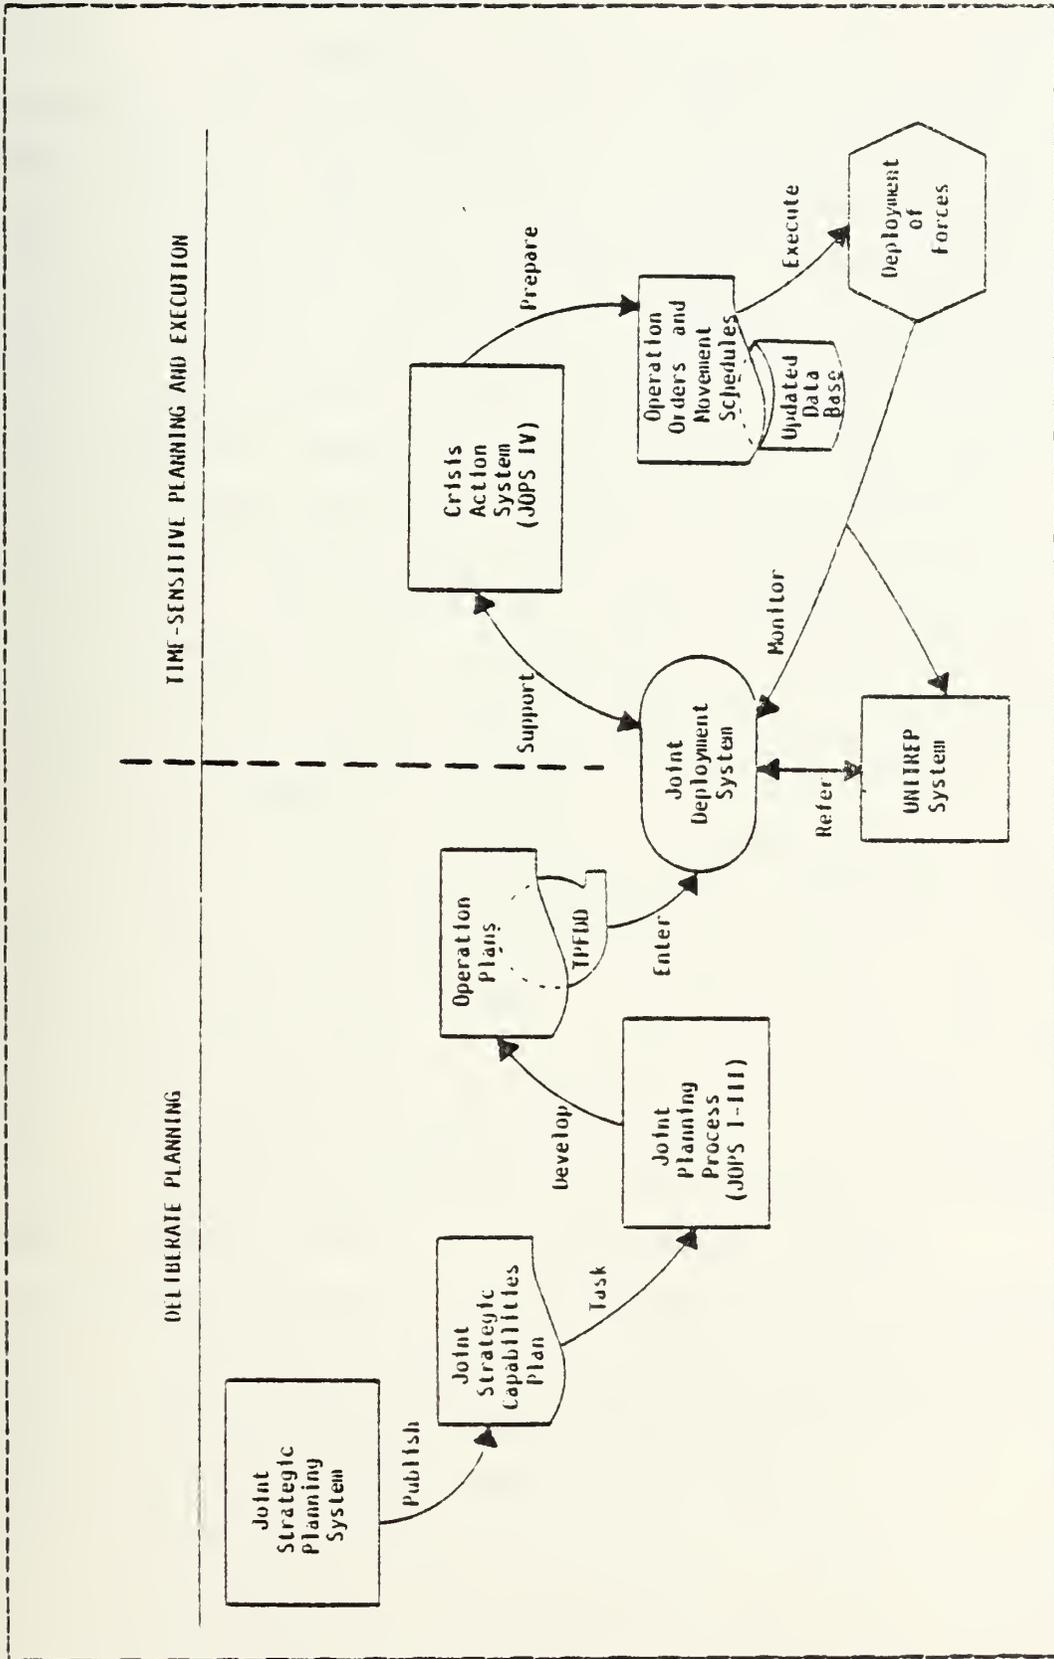 DELIBERATE PLANNING
TIME-SENSITIVE PLANNING AND EXECUTION
Joint
Strategic
Planning
System
Publish
Joint
Strategic
Capabilities
Plan
Task
Joint
Planning
Process
(JOPS I-III)
Develop
Operation
Plans
TPFDD
Enter
Joint
Deployment
System
Support
Crisis
Action
System
(JOPS IV)
Prepare
Operation
Orders and
Movement
Schedules
Updated
Data
Base
Execute
Deployment
of
Forces
Monitor
Refer
UNITREP
System